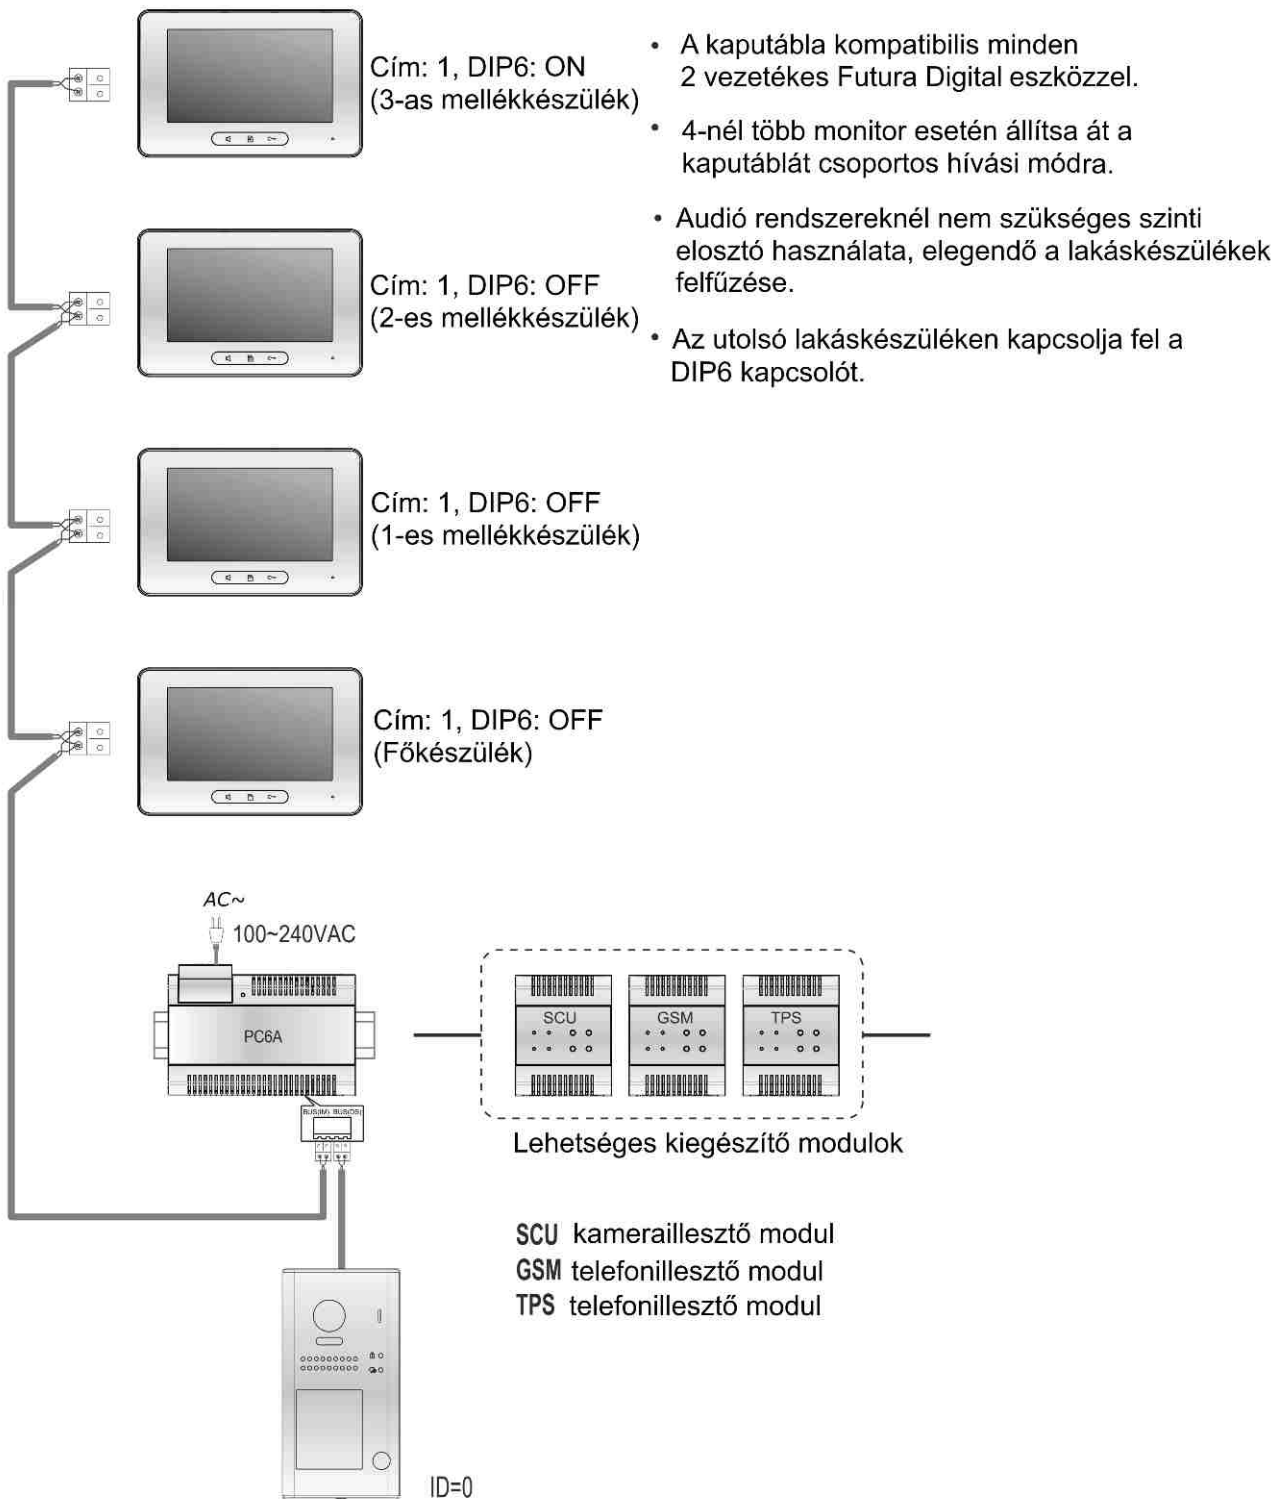 Cím: 1, DIP6: ON
(3-as mellékkészülék)
• A kaputábla kompatibilis minden
2 vezetékes Futura Digital eszközzel.
• 4-nél több monitor esetén állítsa át a
kaputáblát csoportos hívási módra.
• Audió rendszereknél nem szükséges szinti
elosztó használata, elegendő a lakáskészülékek
felfűzése.
• Az utolsó lakáskészüléken kapcsolja fel a
DIP6 kapcsolót.
Cím: 1, DIP6: OFF
(2-es mellékkészülék)
Cím: 1, DIP6: OFF
(1-es mellékkészülék)
Cím: 1, DIP6: OFF
(Főkészülék)
AC~
100~240VAC
PC6A
BUS(IM) BUS(DS)
SCU
GSM
TPS
Lehetséges kiegészítő modulok
SCU kameraillesztő modul
GSM telefonillesztő modul
TPS telefonillesztő modul
ID=0